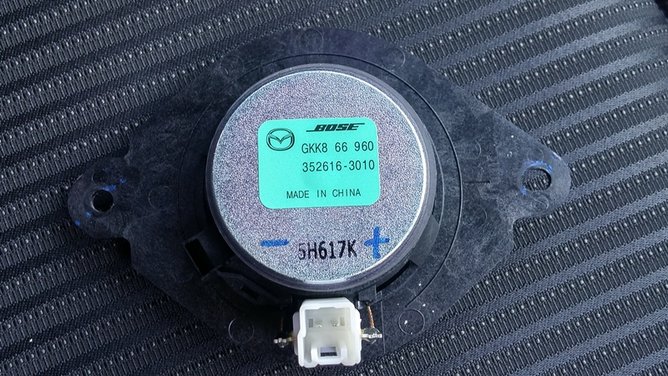 BOSE
GKK8 66 960
352616-3010
MADE IN CHINA
- 5H617K +